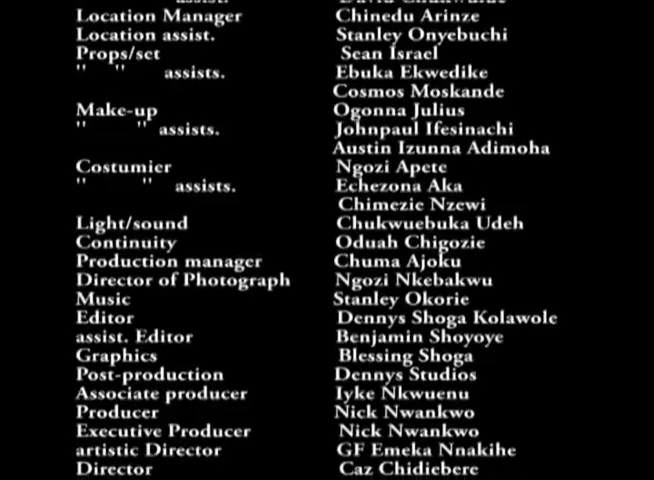 Location Manager Chinedu Arinze
Location assist. Stanley Onyebuchi
Props/set Sean Israel
" " assists. Ebuka Ekwedike
Cosmos Moskande
Make-up Ogonna Julius
" " assists. Johnpaul Ifesinachi
Austin Izunna Adimoha
Costumier Ngozi Apete
" " assists. Echezona Aka
Chimezie Nzewi
Light/sound Chukwuebuka Udeh
Continuity Oduah Chigozie
Production manager Chuma Ajoku
Director of Photograph Ngozi Nkebakwu
Music Stanley Okorie
Editor Dennys Shoga Kolawole
assist. Editor Benjamin Shoyoye
Graphics Blessing Shoga
Post-production Dennys Studios
Associate producer Iyke Nkwuenu
Producer Nick Nwankwo
Executive Producer Nick Nwankwo
artistic Director GF Emeka Nnakihe
Director Caz Chidiebere